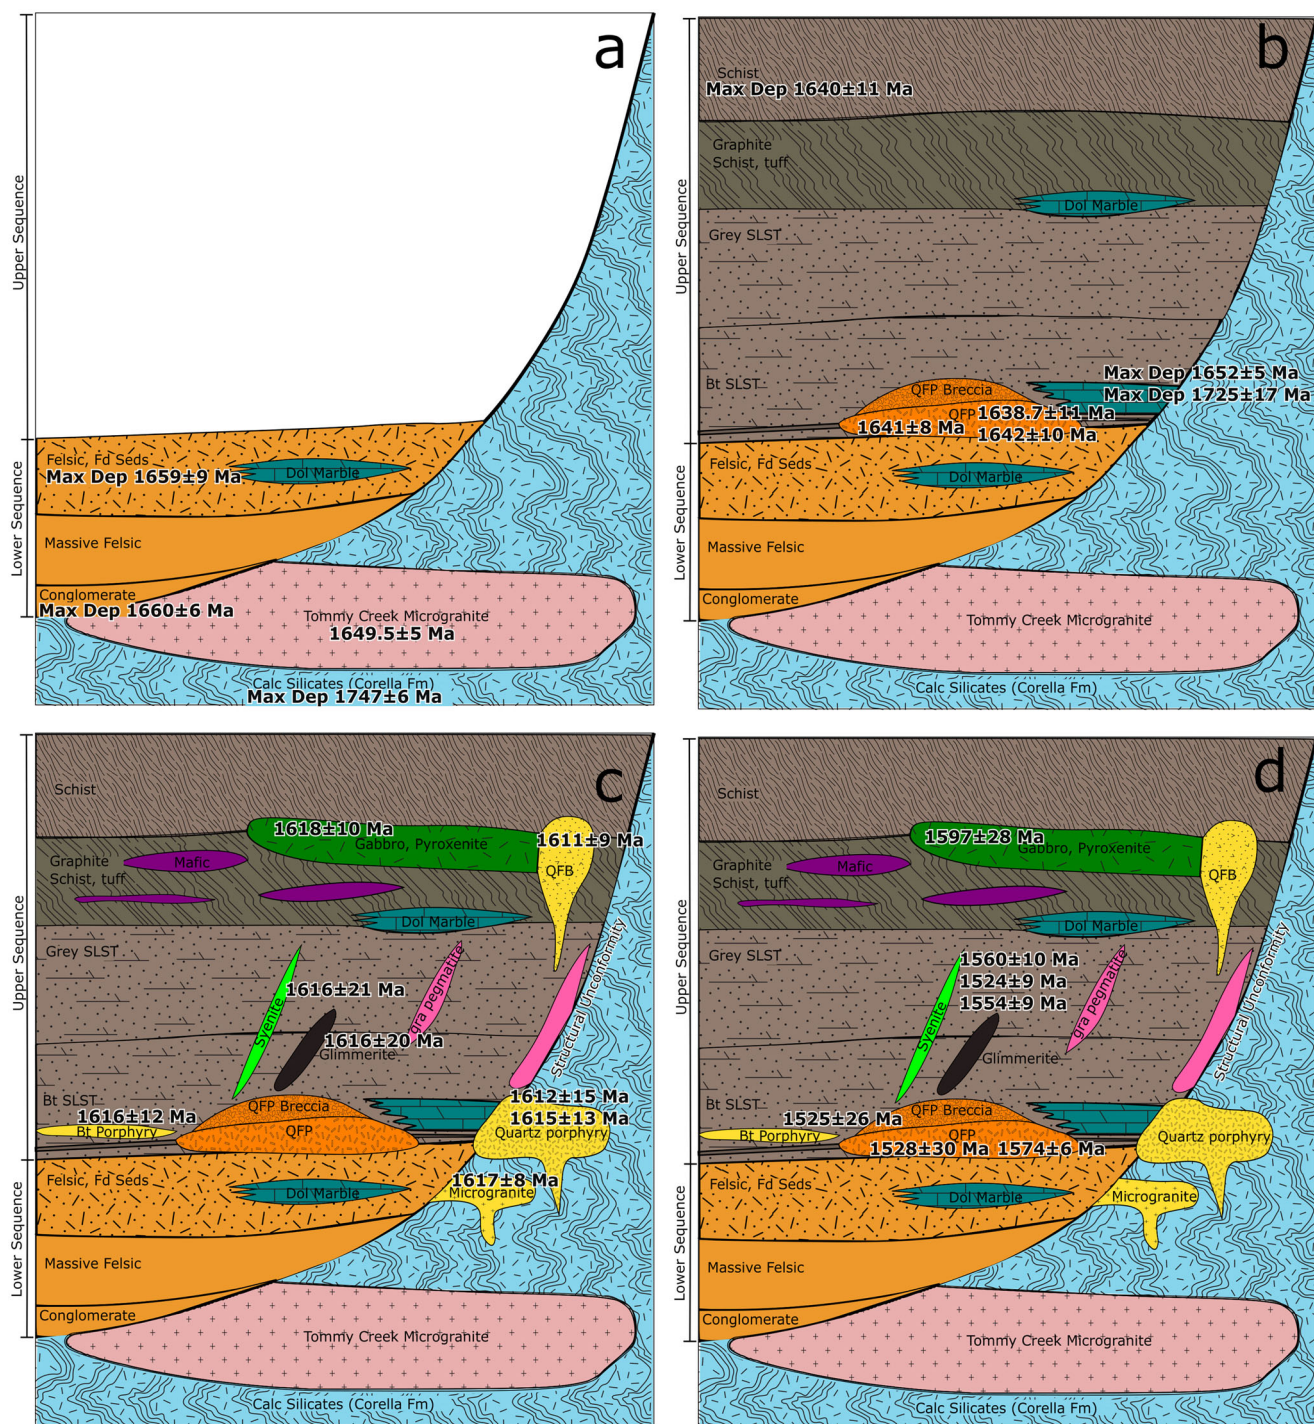 a
Upper Sequence
Lower Sequence
Felsic, Fd Seds
Max Dep 1659±9 Ma
Dol Marble
Massive Felsic
Conglomerate
Max Dep 1660±6 Ma
Tommy Creek Microgranite
1649.5±5 Ma
Calc Silicates (Corella Fm)
Max Dep 1747±6 Ma
b
Upper Sequence
Lower Sequence
Schist
Max Dep 1640±11 Ma
Graphite
Schist, tuff
Dol Marble
Grey SLST
Bt SLST
Max Dep 1652±5 Ma
Max Dep 1725±17 Ma
QFP Breccia
QFP
1638.7±11 Ma
1641±8 Ma
1642±10 Ma
Felsic, Fd Seds
Dol Marble
Massive Felsic
Conglomerate
Tommy Creek Microgranite
Calc Silicates (Corella Fm)
c
Upper Sequence
Lower Sequence
Schist
1618±10 Ma
Gabbro, Pyroxenite
1611±9 Ma
QFB
Graphite
Schist, tuff
Mafic
Dol Marble
Grey SLST
Syenite
1616±21 Ma
1616±20 Ma
Glimmerite
gra pegmatite
Structural Unconformity
Bt SLST
1616±12 Ma
Bt Porphyry
QFP Breccia
QFP
1612±15 Ma
1615±13 Ma
Quartz porphyry
Felsic, Fd Seds
Dol Marble
1617±8 Ma
Microgranite
Massive Felsic
Conglomerate
Tommy Creek Microgranite
Calc Silicates (Corella Fm)
d
Upper Sequence
Lower Sequence
Schist
1597±28 Ma
Gabbro, Pyroxenite
QFB
Graphite
Schist, tuff
Mafic
Dol Marble
Grey SLST
Syenite
1560±10 Ma
1524±9 Ma
1554±9 Ma
Glimmerite
gra pegmatite
Structural Unconformity
Bt SLST
1525±26 Ma
Bt Porphyry
QFP Breccia
QFP
1528±30 Ma
1574±6 Ma
Quartz porphyry
Felsic, Fd Seds
Dol Marble
Microgranite
Massive Felsic
Conglomerate
Tommy Creek Microgranite
Calc Silicates (Corella Fm)